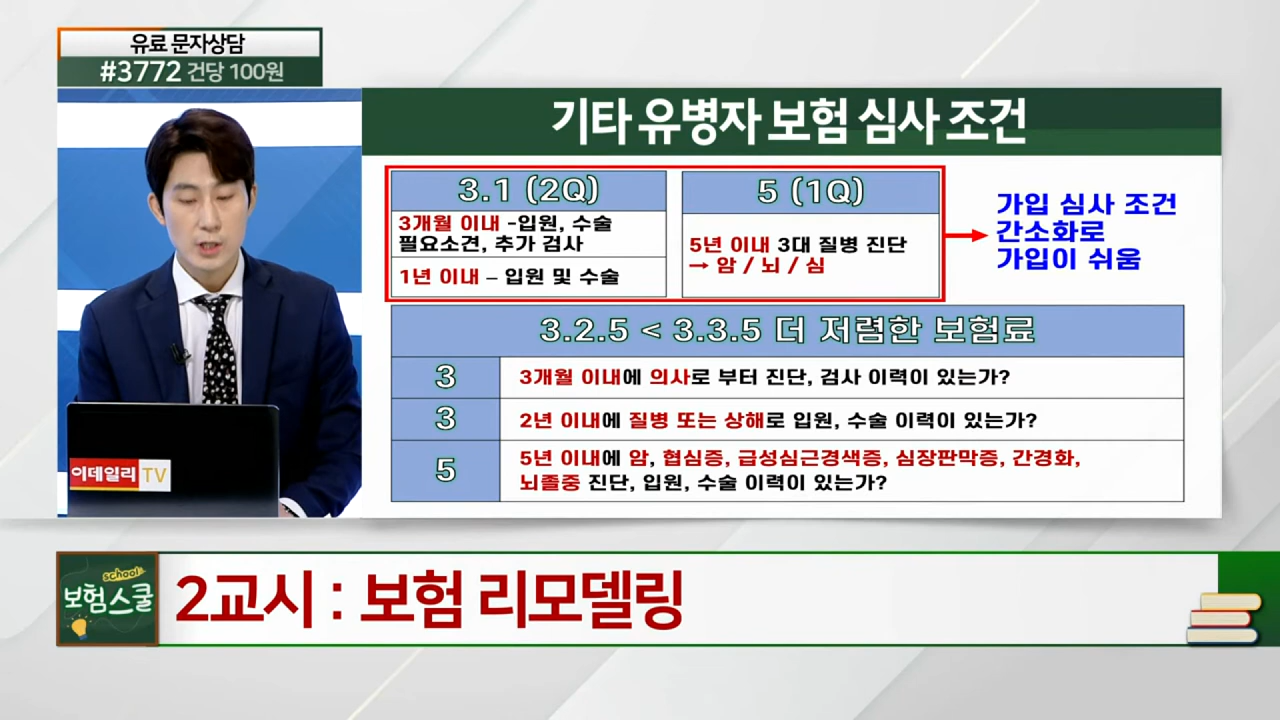 유료 문자상담
#3772 건당 100원
기타 유병자 보험 심사 조건
3.1 (2Q)
3개월 이내 -입원, 수술
필요소견, 추가 검사
1년 이내 – 입원 및 수술
5 (1Q)
5년 이내 3대 질병 진단
→ 암 / 뇌 / 심
가입 심사 조건
간소화로
가입이 쉬움
3.2.5 < 3.3.5 더 저렴한 보험료
3
3개월 이내에 의사로 부터 진단, 검사 이력이 있는가?
3
2년 이내에 질병 또는 상해로 입원, 수술 이력이 있는가?
5
5년 이내에 암, 협심증, 급성심근경색증, 심장판막증, 간경화,
뇌졸중 진단, 입원, 수술 이력이 있는가?
이데일리 TV
school
보험스쿨
2교시 : 보험 리모델링